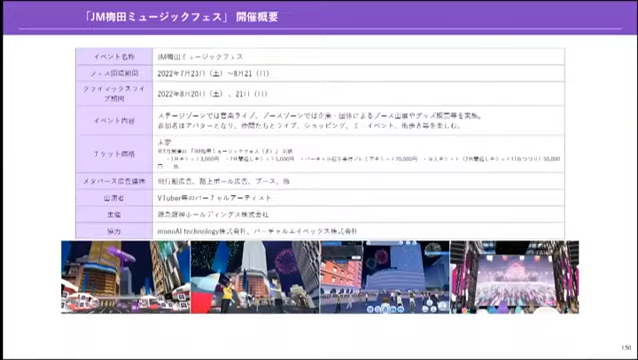 「JM梅田ミュージックフェス」 開催概要
イベント名称 JM梅田ミュージックフェス
フェス開催期間 2022年7月23日（土）〜8月21（日）
クライマックスライブ期間 2022年8月20日（土）、21日（日）
イベント内容 ステージゾーンでは音楽ライブ、ブースゾーンでは企業・団体によるブース出展やグッズ販売等を実施。
参加者はアバターとなり、仲間たちとライブ、ショッピング、ミニイベント、街歩き等を楽しむ。
チケット価格 未定
メタバース広告媒体 飛行船広告、路上ポール広告、ブース、他
出演者 VTuber等のバーチャルアーティスト
主催 阪急阪神ホールディングス株式会社
協力 monoAI technology株式会社、バーチャルエイベックス株式会社